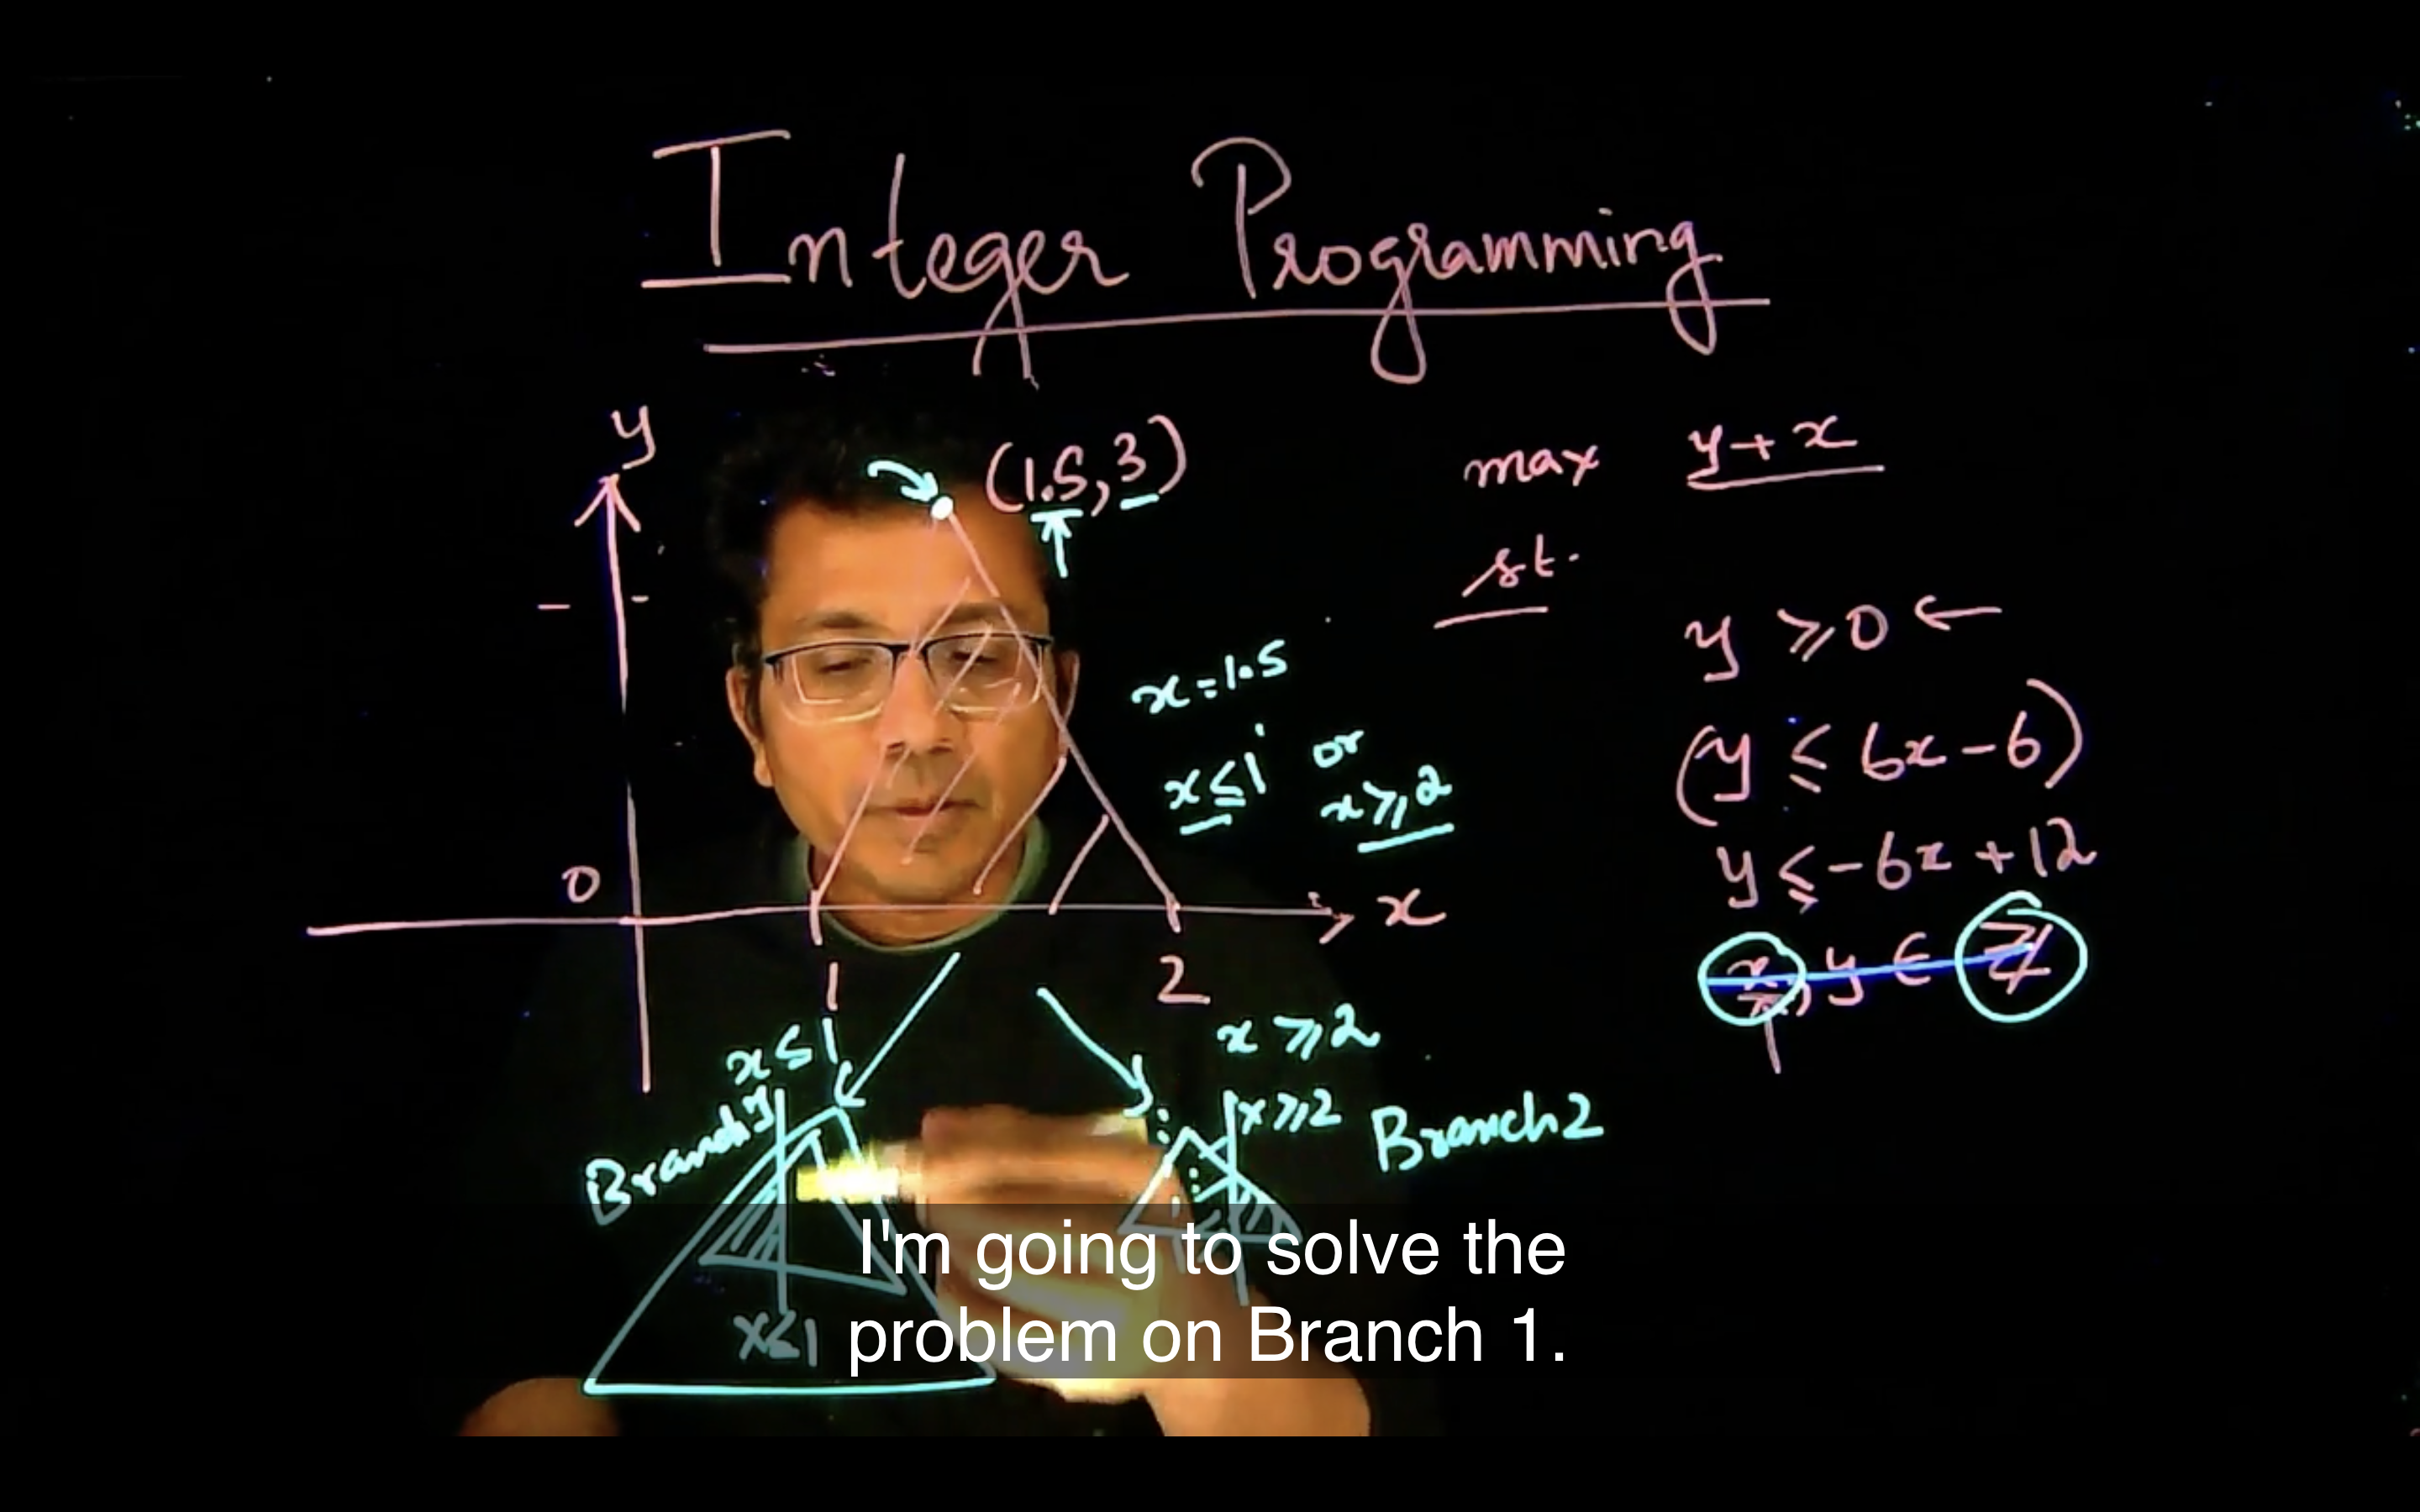 Integer Programming
y
(1.5, 3)
max y + x
st.
y ≥ 0 ←
x = 1.5
(y ≤ 6x - 6)
x ≤ 1 or x ≥ 2
y ≤ -6x + 12
0
x
x, y ∈ ℤ
1
2
x ≤ 1
x ≥ 2
Branch 1
x ≥ 2
Branch 2
x ≤ 1
I'm going to solve the
problem on Branch 1.